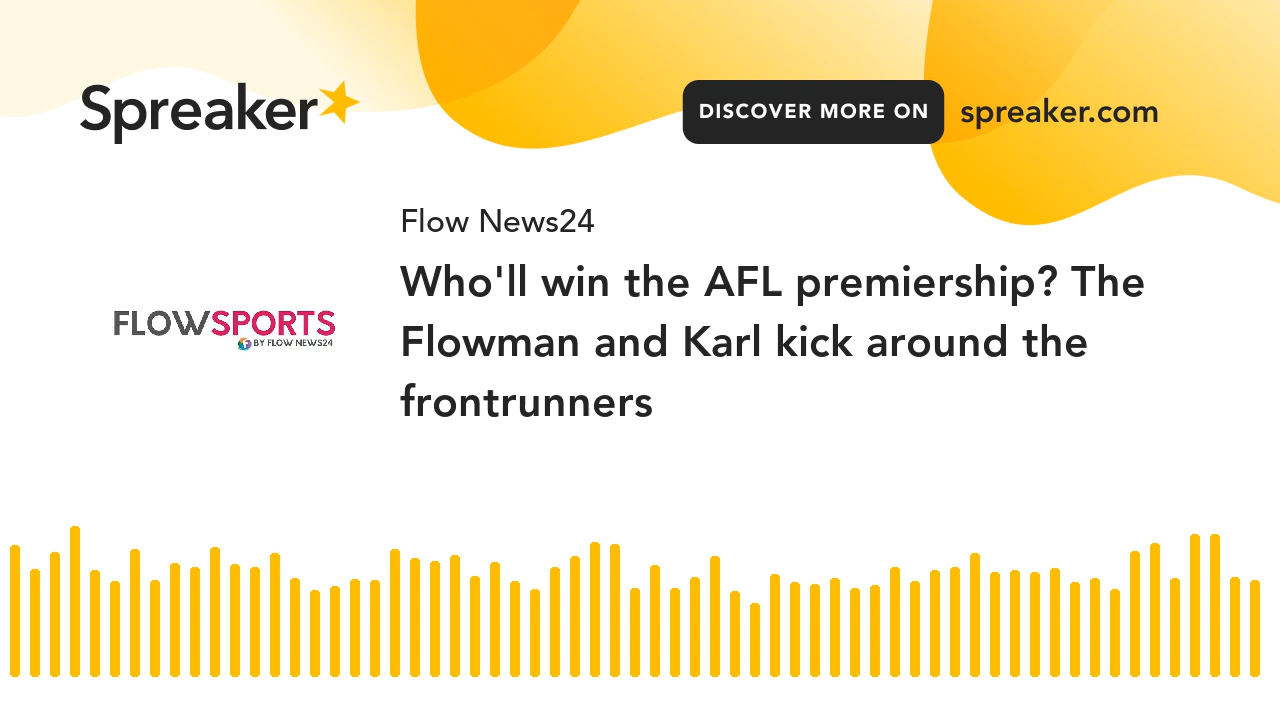 Spreaker
DISCOVER MORE ON
spreaker.com
Flow News24
Who'll win the AFL premiership? The
Flowman and Karl kick around the
frontrunners
FLOWSPORTS
BY FLOW NEWS24